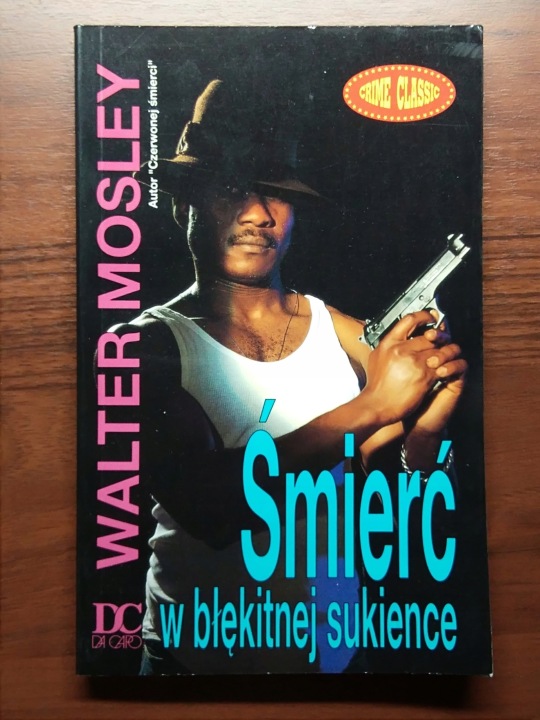 WALTER MOSLEY
Autor "Czerwonej śmierci"
CRIME CLASSIC
Śmierć
w błękitnej sukience
DC
DA CAPO